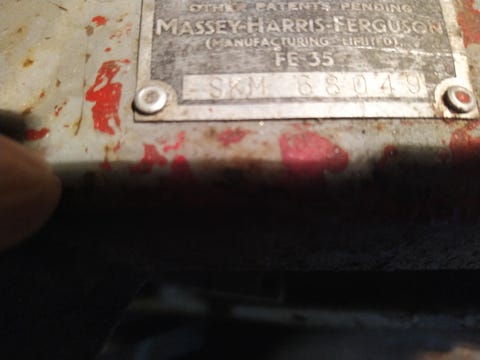 OTHER PATENTS PENDING
MASSEY-HARRIS-FERGUSON
(MANUFACTURING LIMITED)
FE 35
SKM 68049